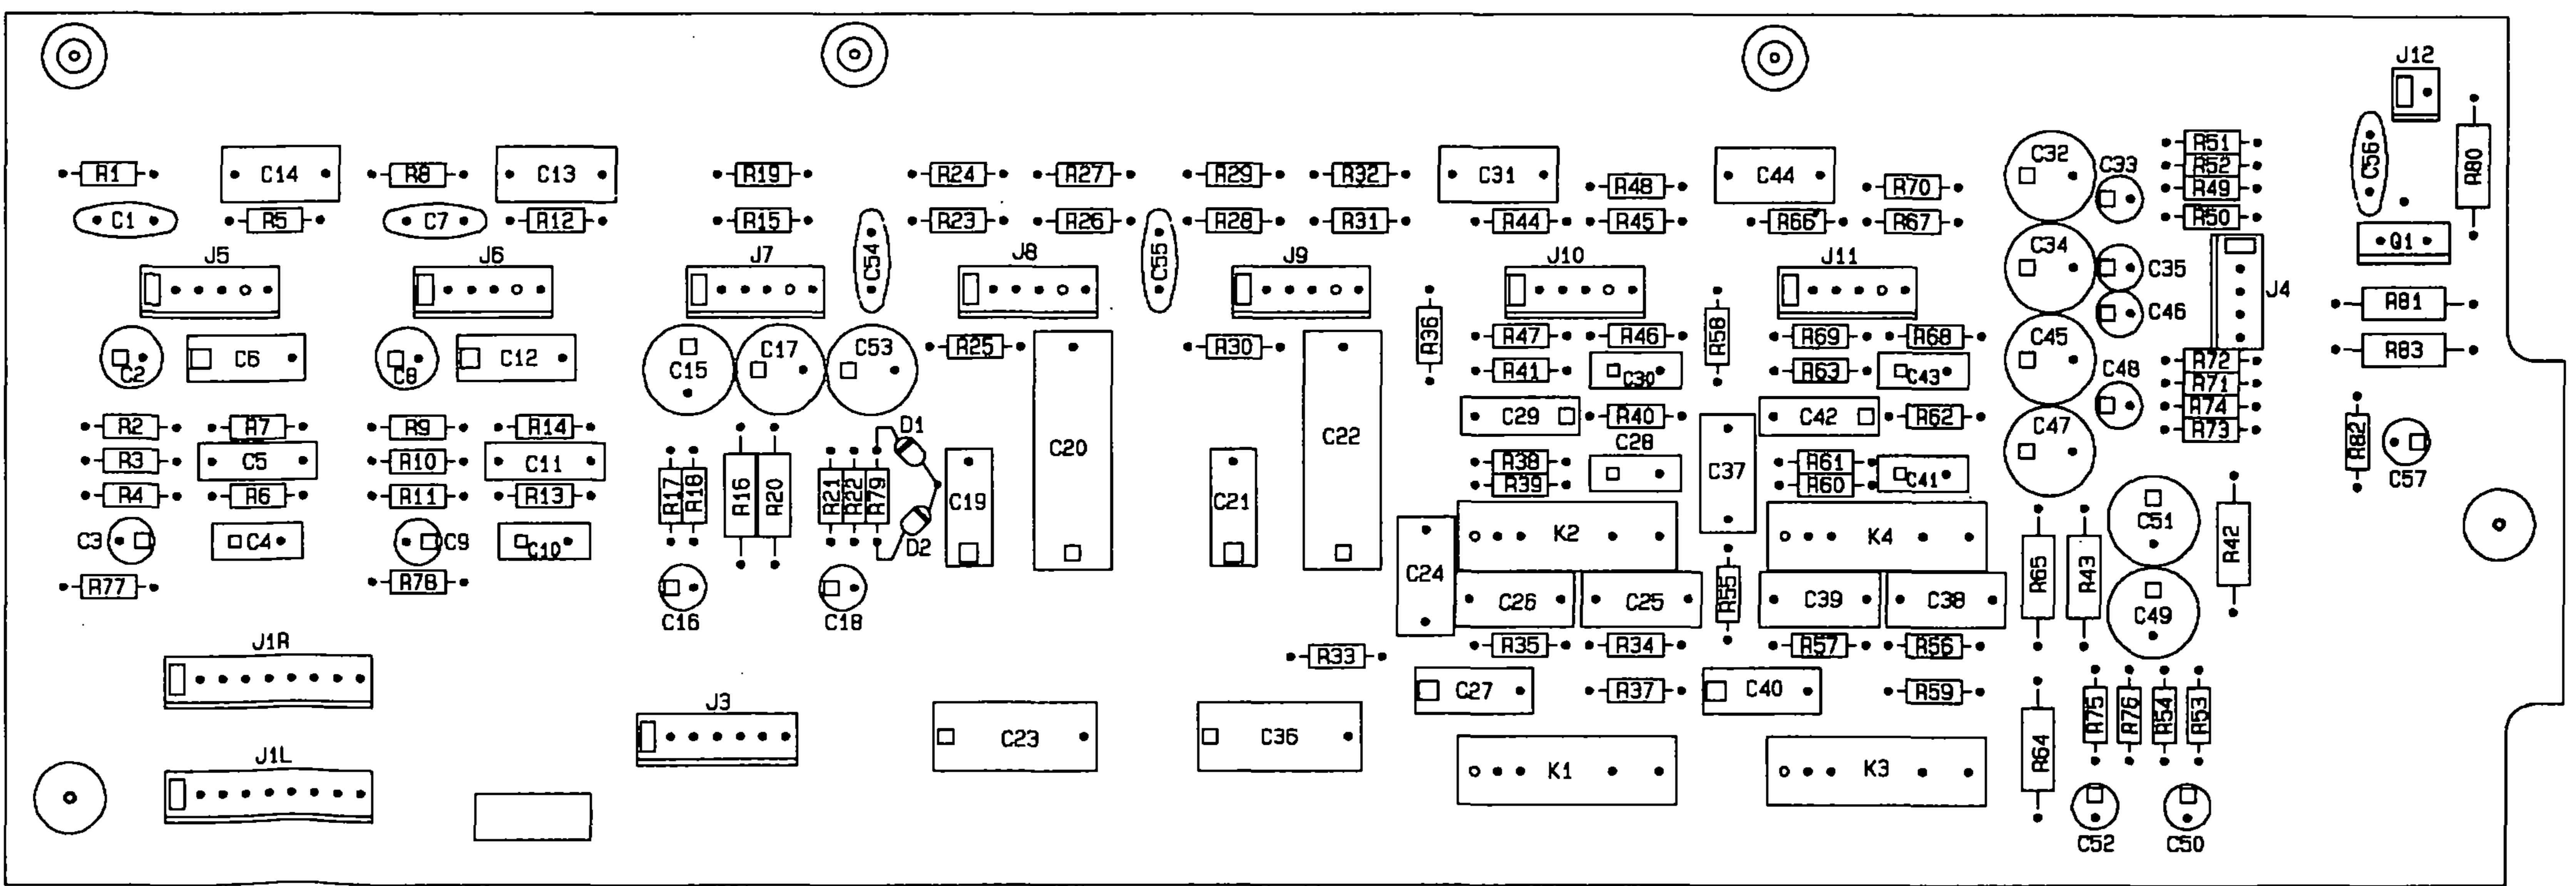 J12
R1 C14 R8 C13 R19 R24 R27 R29 R32 C31 R48 C44 R70 C32 C33 R51
R52
R49
C56 R80
C1 R5 C7 R12 R15 R23 R26 R28 R31 R44 R45 R66 R67 R50
J5 J6 J7 C54 J8 C55 J9 J10 J11 C34 C35 Q1
J4
C46 R81
C2 C6 C8 C12 C15 C17 C53 R25 R30 R36 R47 R46 R58 R69 R68 C45 R83
R72
R41 C30 R63 C43 C48 R71
R74
C29 R40 C42 R62 R73
R2 R7 R9 R14 D1 C20 C22 C28 C47 R82
R3 C5 R10 C11 R38 C37 R61 C57
R4 R6 R11 R13 R17 R18 R16 R20 R21 R22 R79 C19 C21 R39 R60 C41
C3 C4 C9 C10 D2 K2 K4 C51 R42
R77 R78 C24 R65 R43
C16 C18 C26 C25 R55 C39 C38 C49
J1R R33 R35 R34 R57 R56
C27 R37 C40 R59
J3 C23 C36 R64 R75 R76 R54 R53
J1L K1 K3
C52 C50